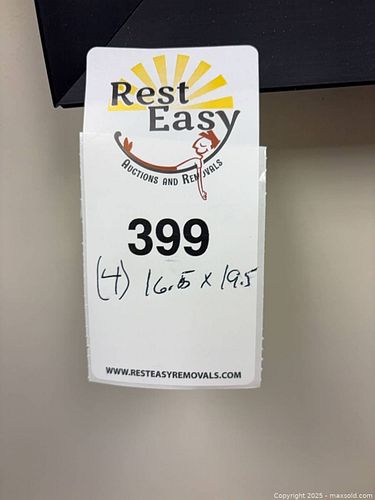 Rest
Easy
AUCTIONS AND REMOVALS
399
(4) 16.5 x 19.5
WWW.RESTEASYREMOVALS.COM
Copyright 2025 - maxsold.com